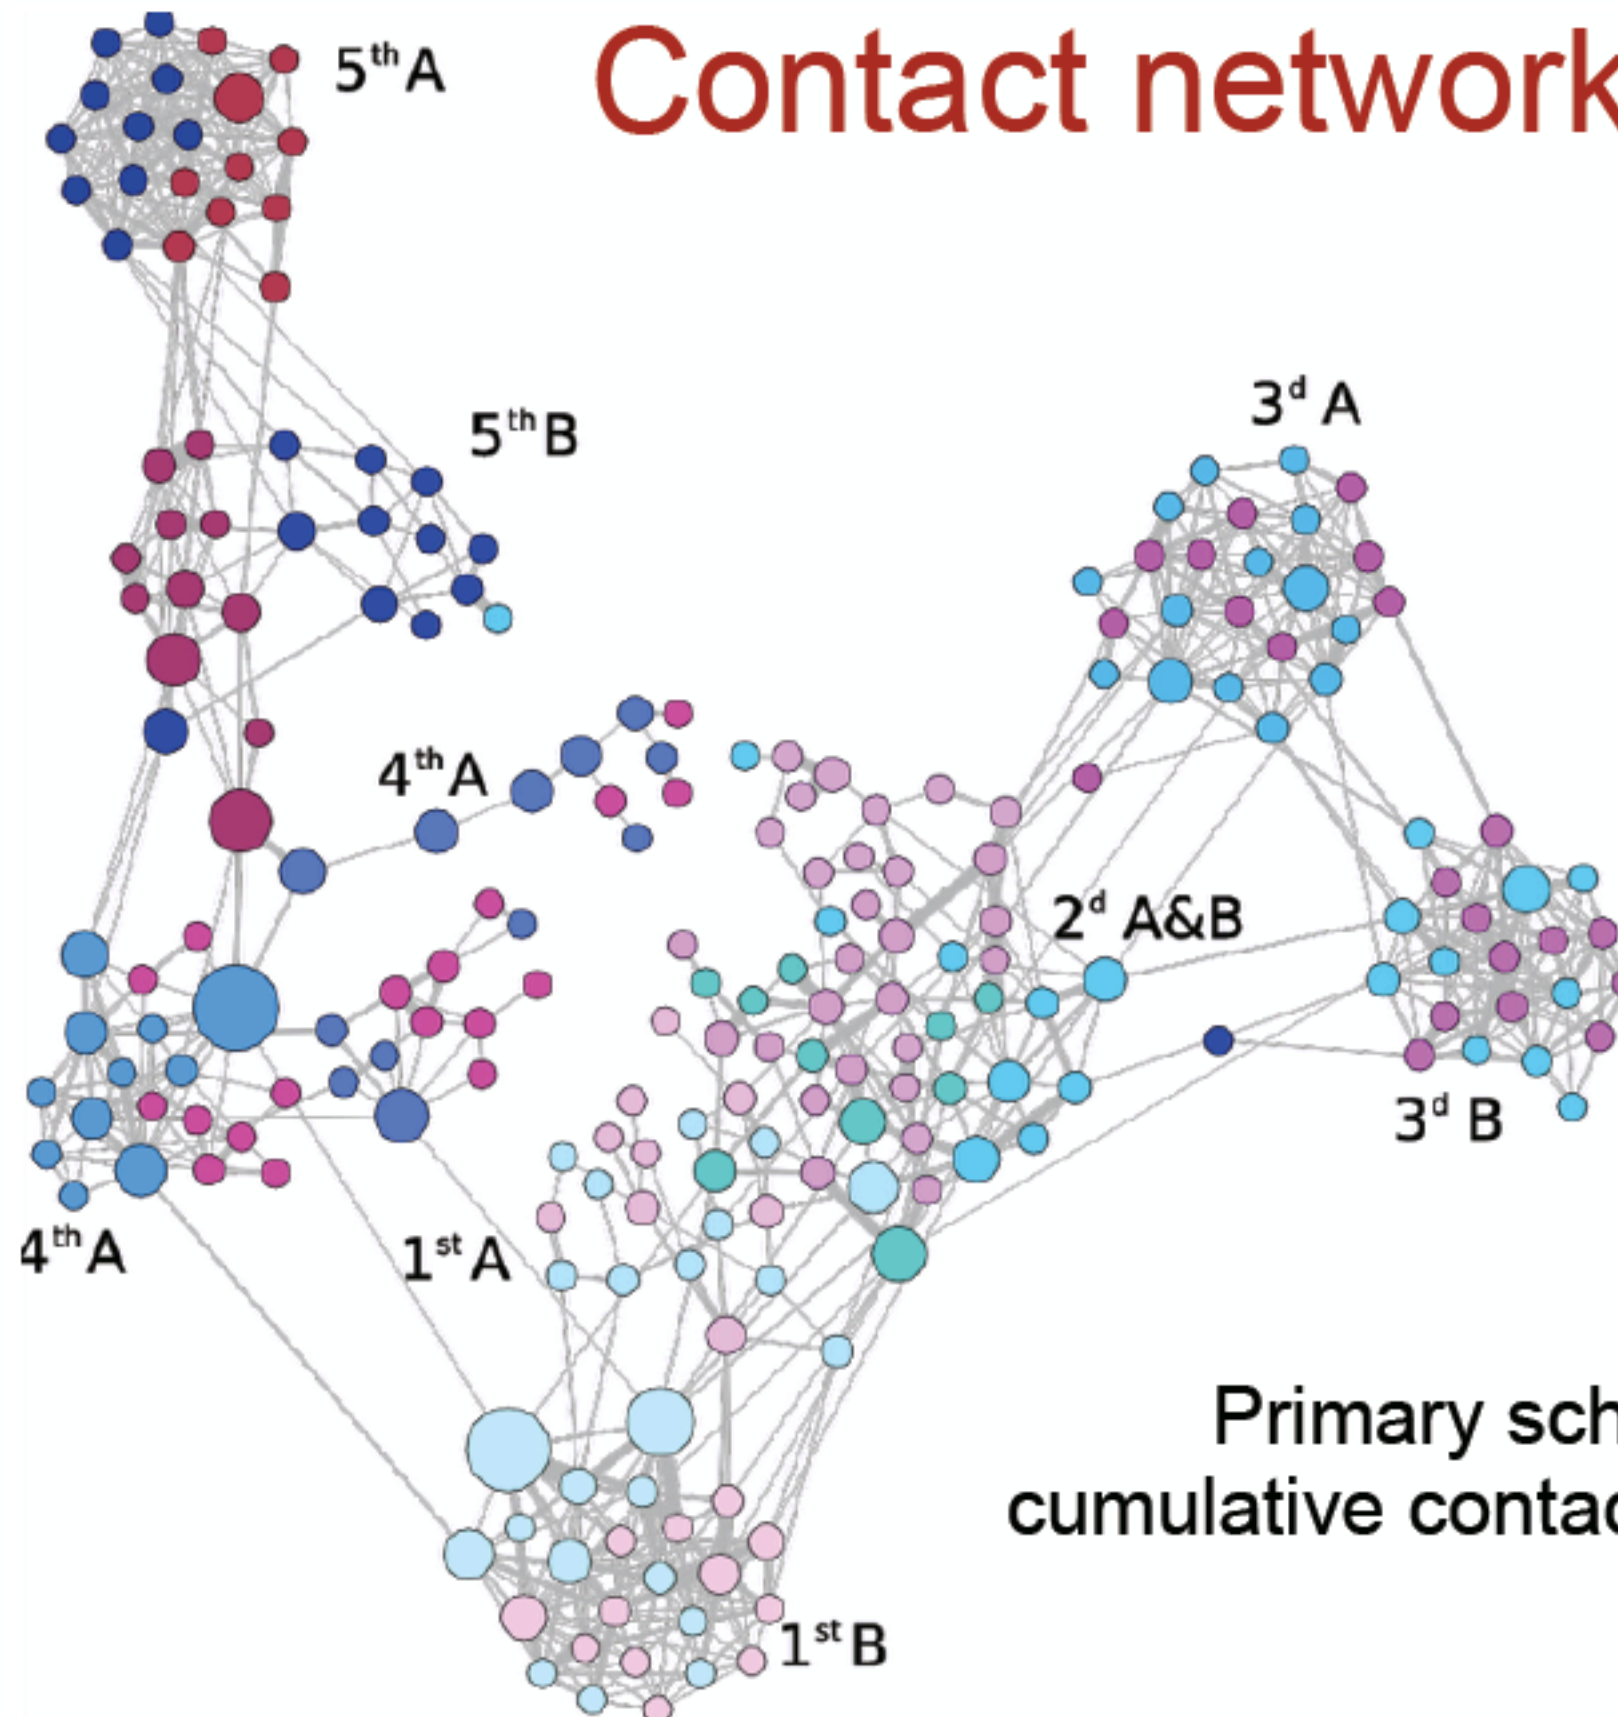 Contact network
5th A
5th B
3d A
4th A
2d A&B
3d B
4th A
1st A
Primary sch
cumulative contac
1st B